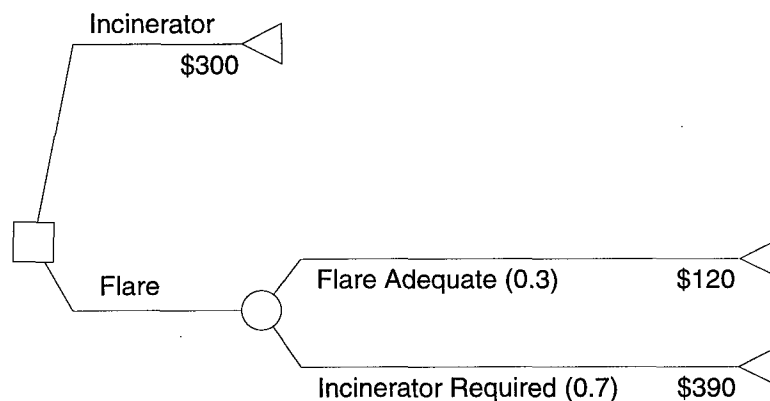 Incinerator
$300
Flare
Flare Adequate (0.3) $120
Incinerator Required (0.7) $390